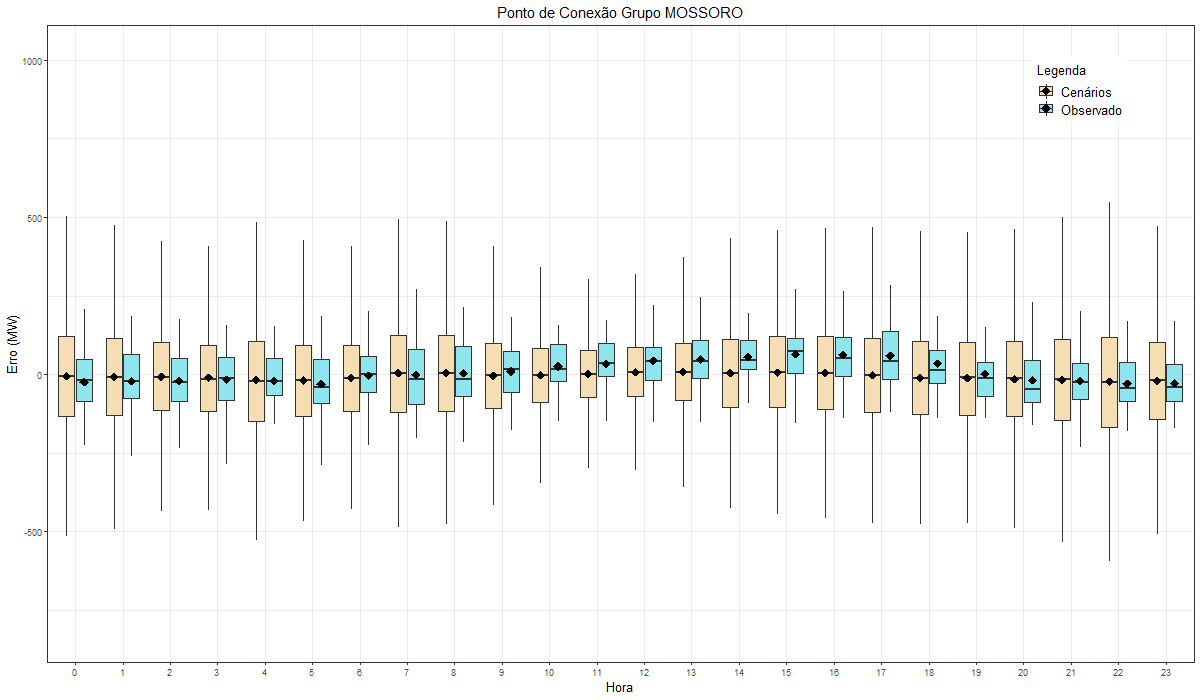 Ponto de Conexão Grupo MOSSORO
Legenda
Cenários
Observado
Erro (MW)
1000
500
0
-500
0 1 2 3 4 5 6 7 8 9 10 11 12 13 14 15 16 17 18 19 20 21 22 23
Hora